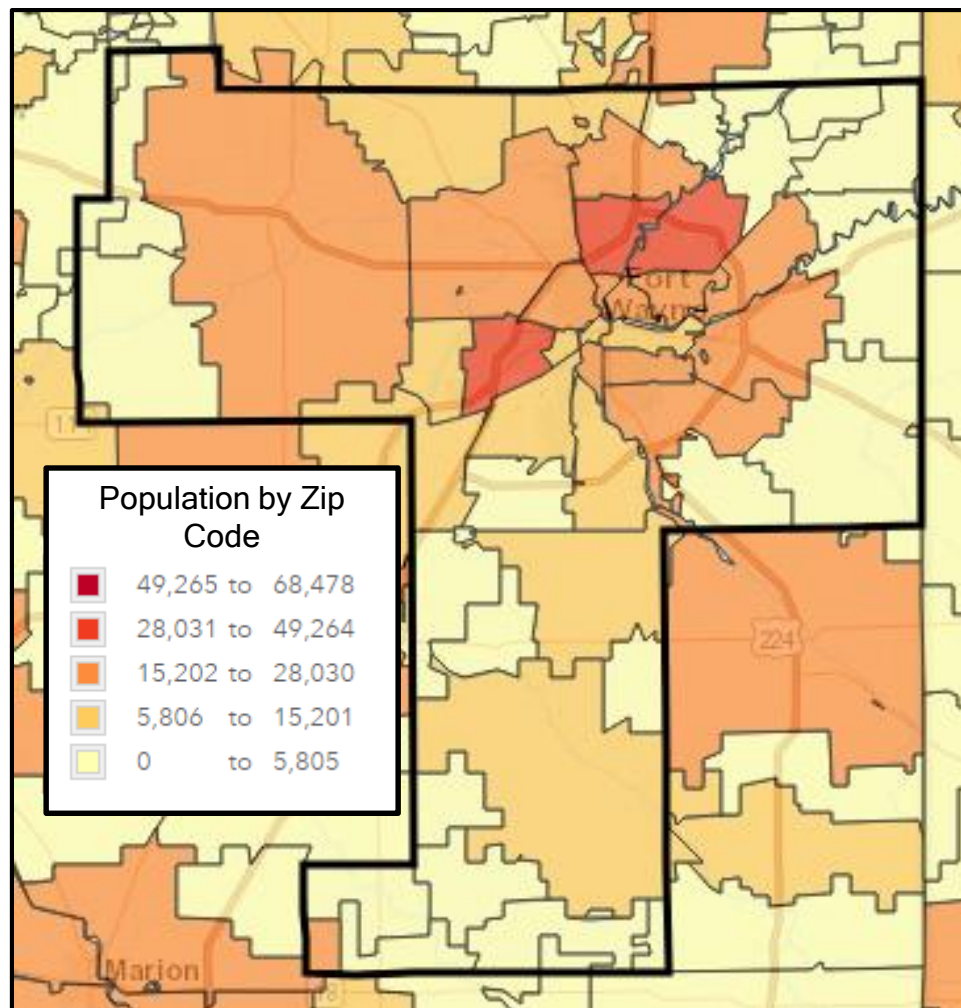 Fort
Wayne
Population by Zip
Code
49,265 to 68,478
28,031 to 49,264
15,202 to 28,030
5,806 to 15,201
0 to 5,805
224
Marion